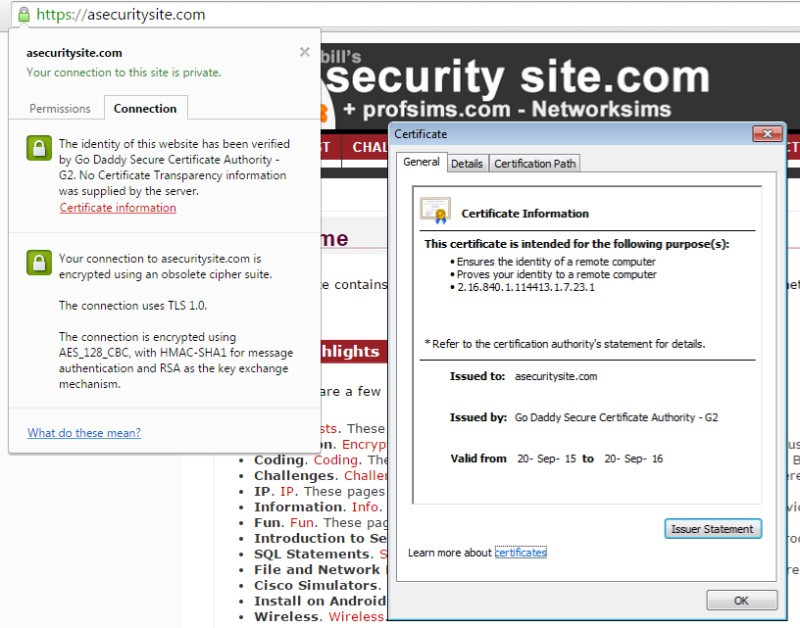 https://asecuritysite.com
asecuritysite.com
Your connection to this site is private.
Permissions
Connection
The identity of this website has been verified
by Go Daddy Secure Certificate Authority -
G2. No Certificate Transparency information
was supplied by the server.
Certificate information
Your connection to asecuritysite.com is
encrypted using an obsolete cipher suite.
The connection uses TLS 1.0.
The connection is encrypted using
AES_128_CBC, with HMAC-SHA1 for message
authentication and RSA as the key exchange
mechanism.
What do these mean?
bill's
security site.com
+ profsims.com - Networksims
CHAL
Certificate
General
Details
Certification Path
Certificate Information
This certificate is intended for the following purpose(s):
•Ensures the identity of a remote computer
•Proves your identity to a remote computer
•2.16.840.1.114413.1.7.23.1
*Refer to the certification authority's statement for details.
Issued to: asecuritysite.com
Issued by: Go Daddy Secure Certificate Authority - G2
Valid from 20- Sep- 15 to 20- Sep- 16
Issuer Statement
Learn more about certificates
OK
me
te contains
hlights
are a few
sts. These
on. Encryp
• Coding. Coding. The
• Challenges. Challen
• IP. IP. These pages
• Information. Info.
• Fun. Fun. These pag
• Introduction to Se
• SQL Statements. S
• File and Network
• Cisco Simulators.
• Install on Android
• Wireless. Wireless